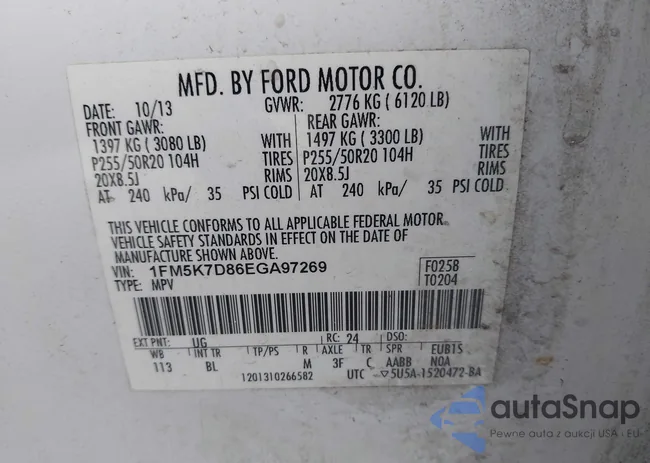 MFD. BY FORD MOTOR CO.
DATE: 10/13 GVWR: 2776 KG ( 6120 LB)
FRONT GAWR: REAR GAWR:
1397 KG ( 3080 LB) WITH 1497 KG ( 3300 LB) WITH
P255/50R20 104H TIRES P255/50R20 104H TIRES
20X8.5J RIMS 20X8.5J RIMS
AT 240 kPa/ 35 PSI COLD AT 240 kPa/ 35 PSI COLD
THIS VEHICLE CONFORMS TO ALL APPLICABLE FEDERAL MOTOR
VEHICLE SAFETY STANDARDS IN EFFECT ON THE DATE OF
MANUFACTURE SHOWN ABOVE.
VIN: 1FM5K7D86EGA97269 F0258
TYPE: MPV T0204
EXT PNT: UG RC: 24 DSO:
WB INT TR TP/PS R AXLE TR SPR EUB1S
113 BL M 3F C AABB NOA
1201310266582 UTC 5U5A-1520472-BA
autaSnap
Pewne auta z aukcji USA - EU